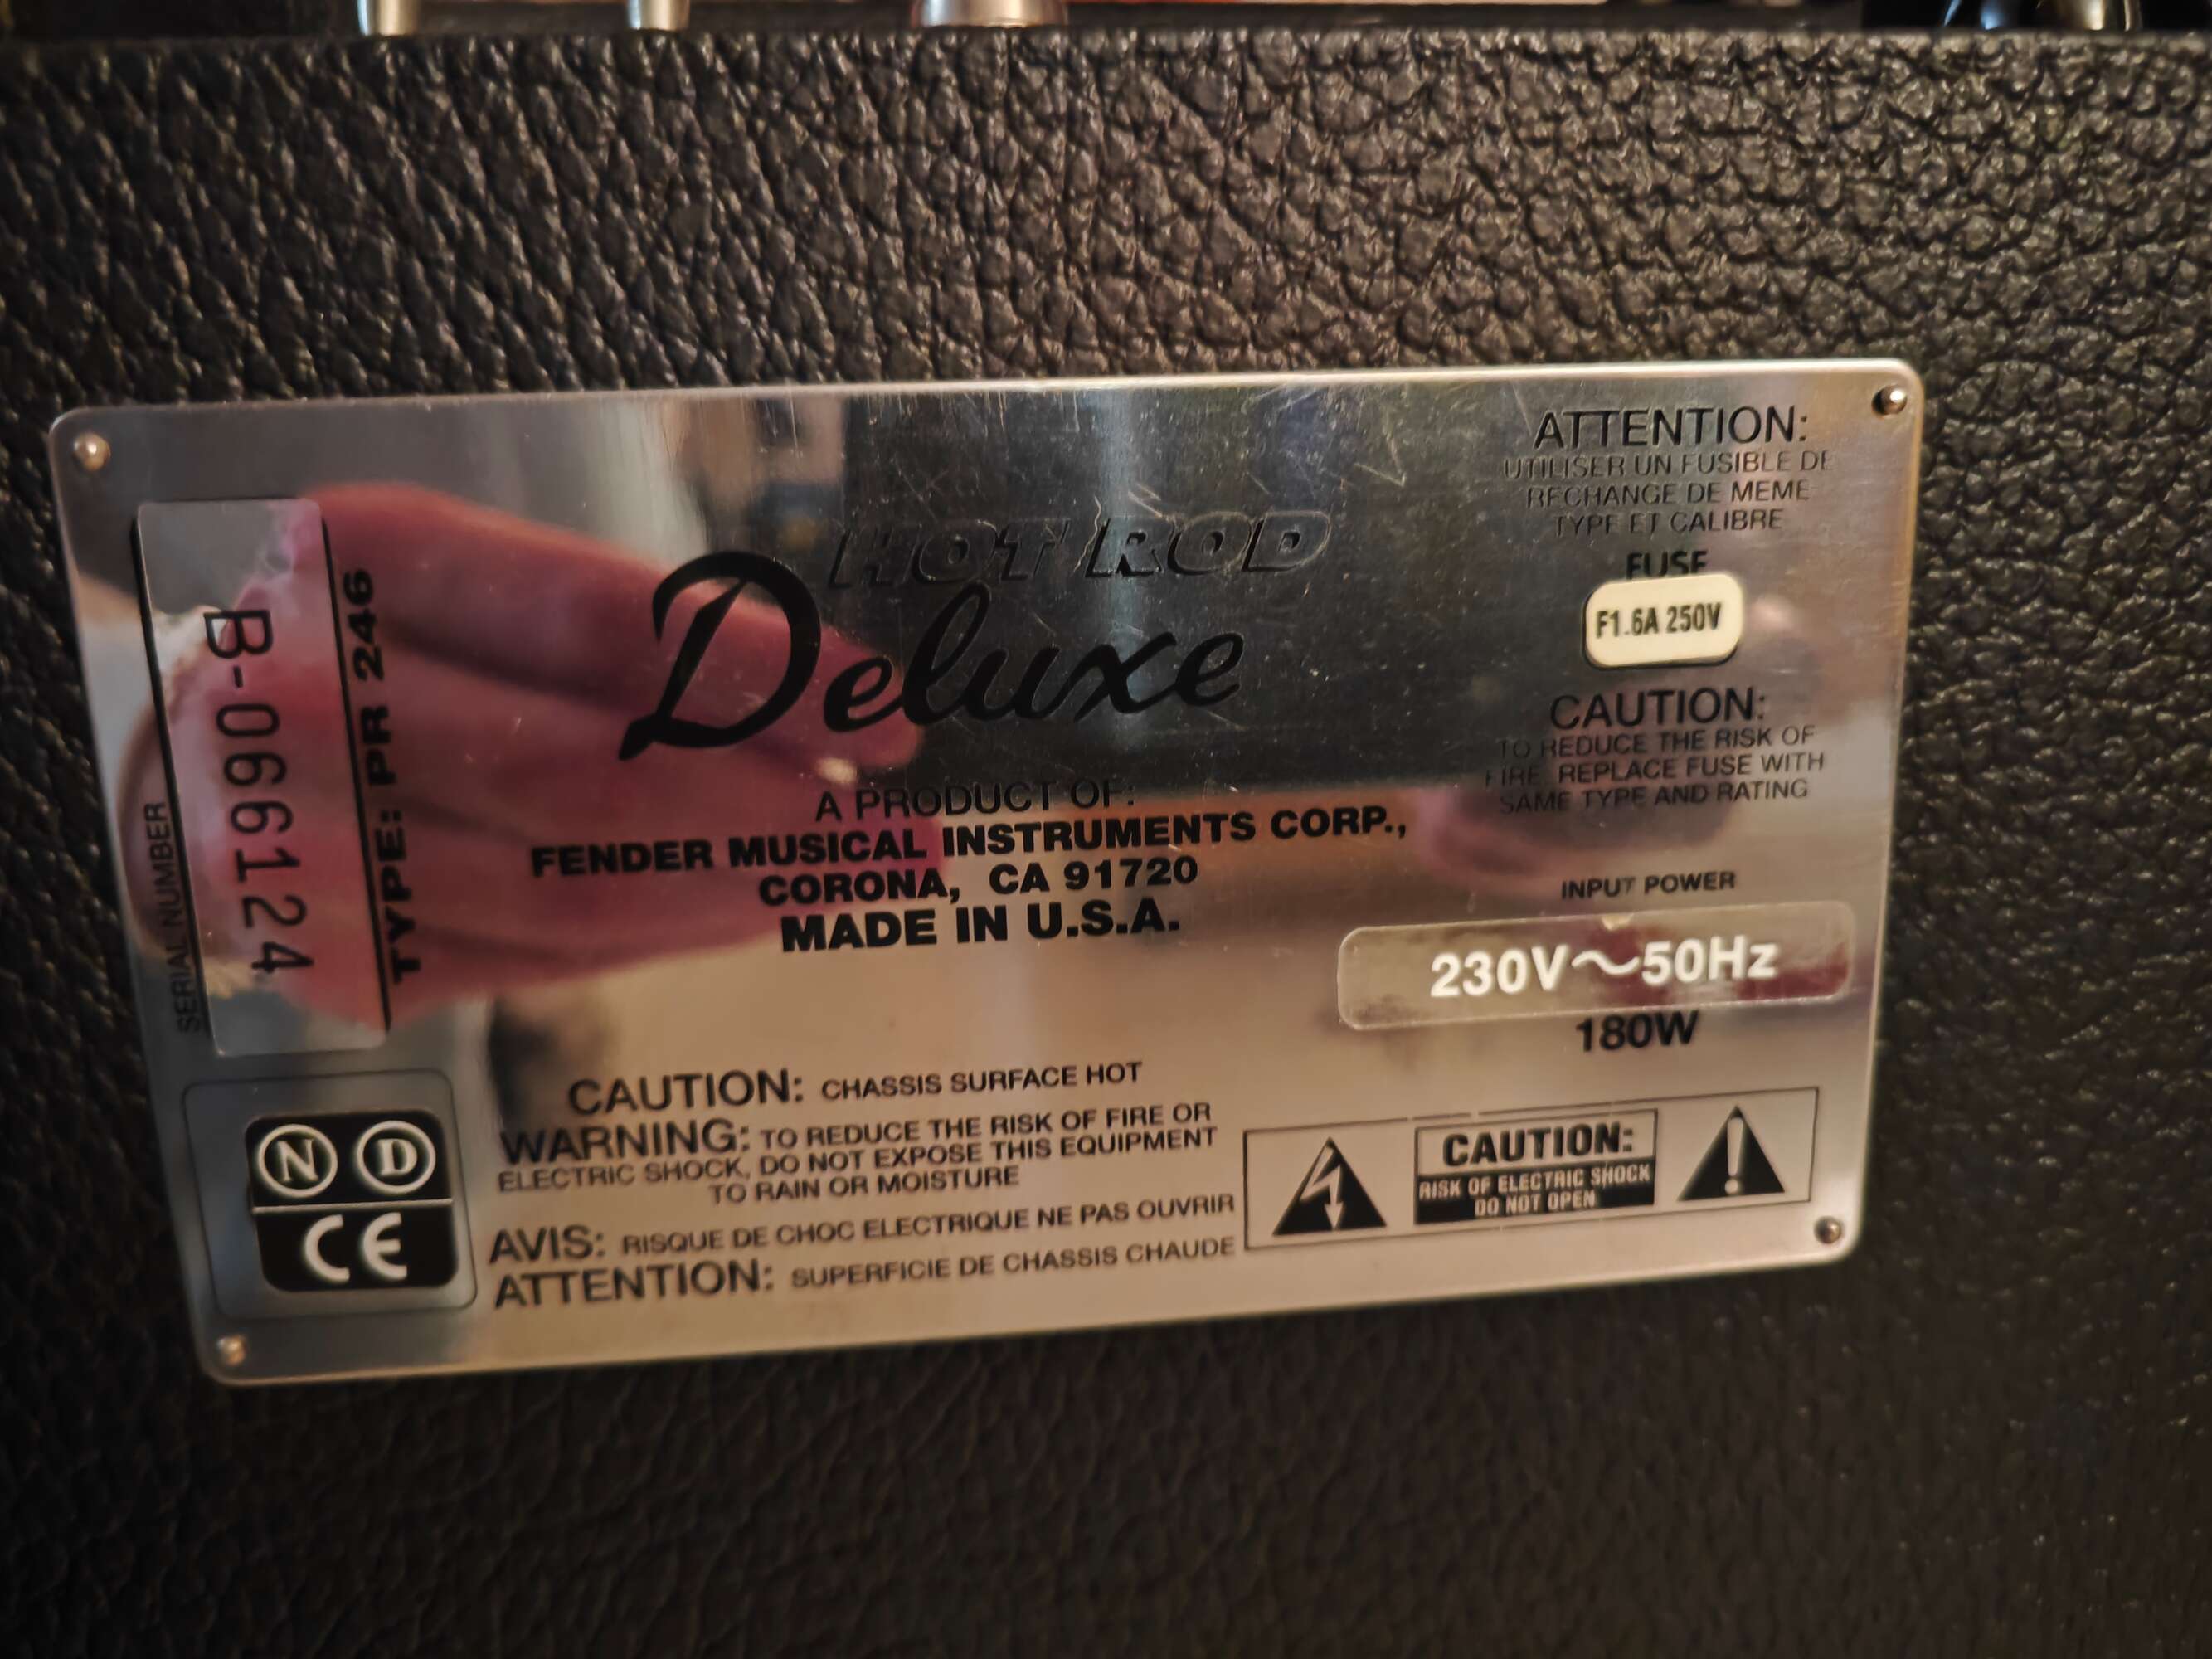 SERIAL NUMBER
B-066124
TYPE: PR 246
HOT ROD
Deluxe
A PRODUCT OF:
FENDER MUSICAL INSTRUMENTS CORP.,
CORONA, CA 91720
MADE IN U.S.A.
ATTENTION:
UTILISER UN FUSIBLE DE
RECHANGE DE MEME
TYPE ET CALIBRE
FUSE
F1.6A 250V
CAUTION:
TO REDUCE THE RISK OF
FIRE REPLACE FUSE WITH
SAME TYPE AND RATING
INPUT POWER
230V~50Hz
180W
N D
CE
CAUTION: CHASSIS SURFACE HOT
WARNING: TO REDUCE THE RISK OF FIRE OR
ELECTRIC SHOCK, DO NOT EXPOSE THIS EQUIPMENT
TO RAIN OR MOISTURE
AVIS: RISQUE DE CHOC ELECTRIQUE NE PAS OUVRIR
ATTENTION: SUPERFICIE DE CHASSIS CHAUDE
CAUTION:
RISK OF ELECTRIC SHOCK
DO NOT OPEN